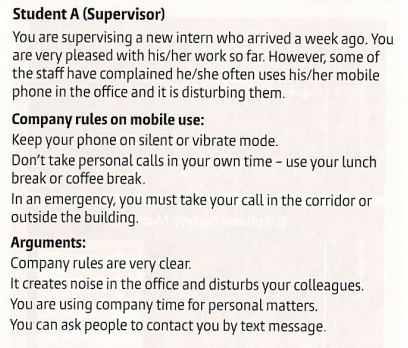 Student A (Supervisor)
You are supervising a new intern who arrived a week ago. You
are very pleased with his/her work so far. However, some of
the staff have complained he/she often uses his/her mobile
phone in the office and it is disturbing them.
Company rules on mobile use:
Keep your phone on silent or vibrate mode.
Don't take personal calls in your own time – use your lunch
break or coffee break.
In an emergency, you must take your call in the corridor or
outside the building.
Arguments:
Company rules are very clear.
It creates noise in the office and disturbs your colleagues.
You are using company time for personal matters.
You can ask people to contact you by text message.